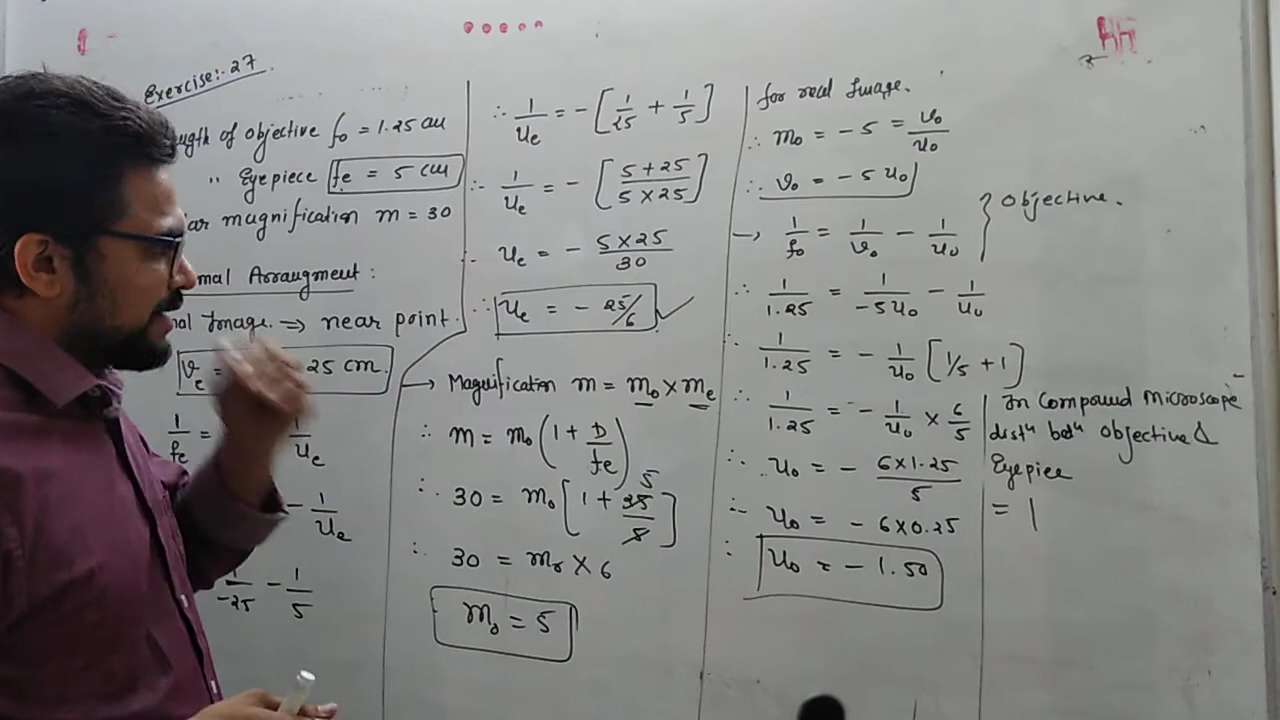 Exercise:- 27
ngth of objective fo = 1.25 cm
" Eyepiece fe = 5 cm
ar magnification m = 30
mal Arrangment :
al Image. ⇒ near point.
ve = 25 cm.
1/fe = 1/ue
- 1/ue
1/-25 - 1/5
∴ 1/ue = - [1/25 + 1/5]
∴ 1/ue = - [5+25/5×25]
∴ ue = - 5×25/30
∴ ue = - 25/6 ✓
→ Magnification m = mo × me
∴ m = mo (1 + D/fe)
∴ 30 = mo [1 + 25/5] 5
∴ 30 = mo × 6
mo = 5
for real Image.
∴ mo = -5 = vo/uo
∴ vo = -5 uo
→ 1/fo = 1/vo - 1/uo } Objective.
∴ 1/1.25 = 1/-5uo - 1/uo
∴ 1/1.25 = - 1/uo [1/5 + 1]
∴ 1/1.25 = - 1/uo × 6/5
∴ uo = - 6×1.25/5
∴ uo = - 6×0.25
∴ uo = - 1.50
In Compound Microscope
distn betn objective &
Eyepiece
= |